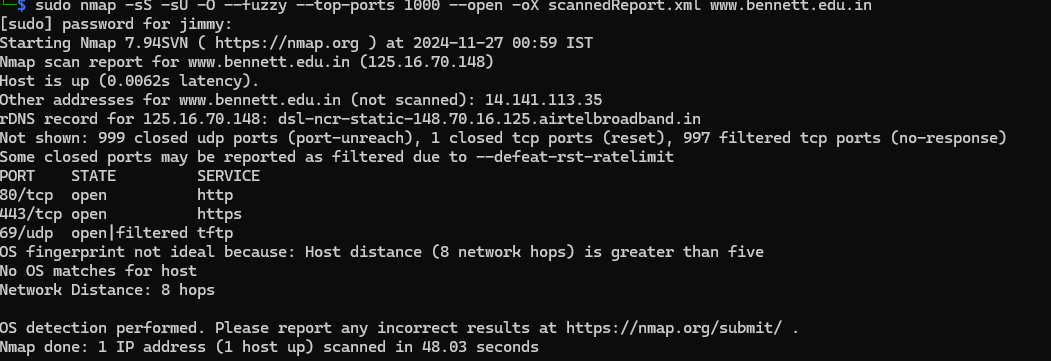 $ sudo nmap -sS -sU -O --fuzzy --top-ports 1000 --open -oX scannedReport.xml www.bennett.edu.in
[sudo] password for jimmy:
Starting Nmap 7.94SVN ( https://nmap.org ) at 2024-11-27 00:59 IST
Nmap scan report for www.bennett.edu.in (125.16.70.148)
Host is up (0.0062s latency).
Other addresses for www.bennett.edu.in (not scanned): 14.141.113.35
rDNS record for 125.16.70.148: dsl-ncr-static-148.70.16.125.airtelbroadband.in
Not shown: 999 closed udp ports (port-unreach), 1 closed tcp ports (reset), 997 filtered tcp ports (no-response)
Some closed ports may be reported as filtered due to --defeat-rst-ratelimit
PORT    STATE         SERVICE
80/tcp  open          http
443/tcp open          https
69/udp  open|filtered tftp
OS fingerprint not ideal because: Host distance (8 network hops) is greater than five
No OS matches for host
Network Distance: 8 hops

OS detection performed. Please report any incorrect results at https://nmap.org/submit/ .
Nmap done: 1 IP address (1 host up) scanned in 48.03 seconds